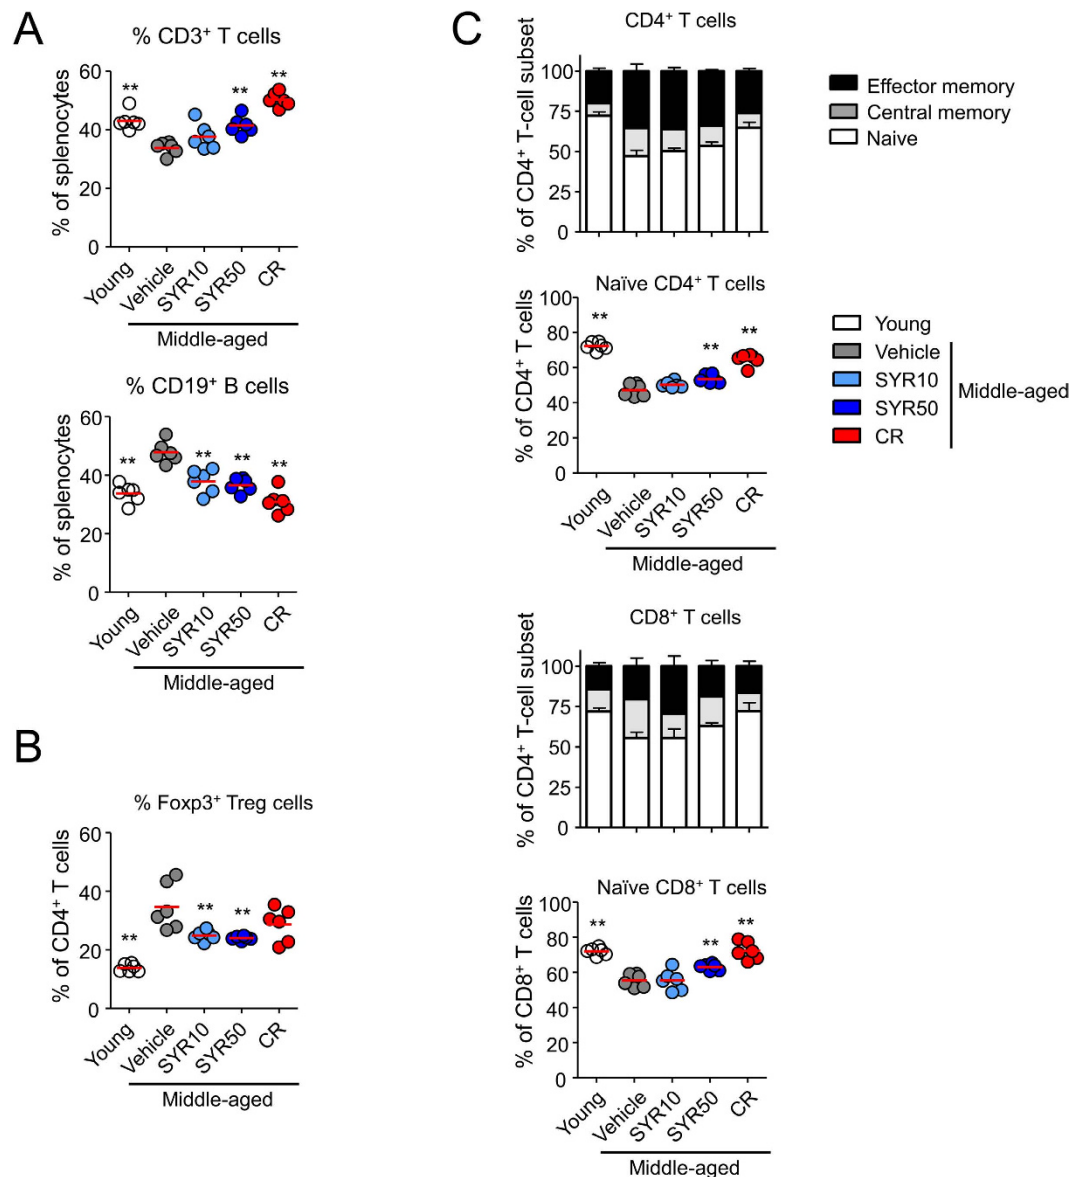 A
% CD3⁺ T cells
% of splenocytes
60
40
20
0
**
**
**
Young
Vehicle
SYR10
SYR50
CR
Middle-aged
% CD19⁺ B cells
% of splenocytes
60
40
20
0
**
**
**
**
Young
Vehicle
SYR10
SYR50
CR
Middle-aged
B
% Foxp3⁺ Treg cells
% of CD4⁺ T cells
60
40
20
0
**
**
**
Young
Vehicle
SYR10
SYR50
CR
Middle-aged
C
CD4⁺ T cells
% of CD4⁺ T-cell subset
100
75
50
25
0
Effector memory
Central memory
Naive
Naïve CD4⁺ T cells
% of CD4⁺ T cells
100
80
60
40
20
0
**
**
**
Young
Vehicle
SYR10
SYR50
CR
Middle-aged
Young
Vehicle
SYR10
SYR50
CR
Middle-aged
CD8⁺ T cells
% of CD4⁺ T-cell subset
100
75
50
25
0
Naïve CD8⁺ T cells
% of CD8⁺ T cells
100
80
60
40
20
0
**
**
**
Young
Vehicle
SYR10
SYR50
CR
Middle-aged